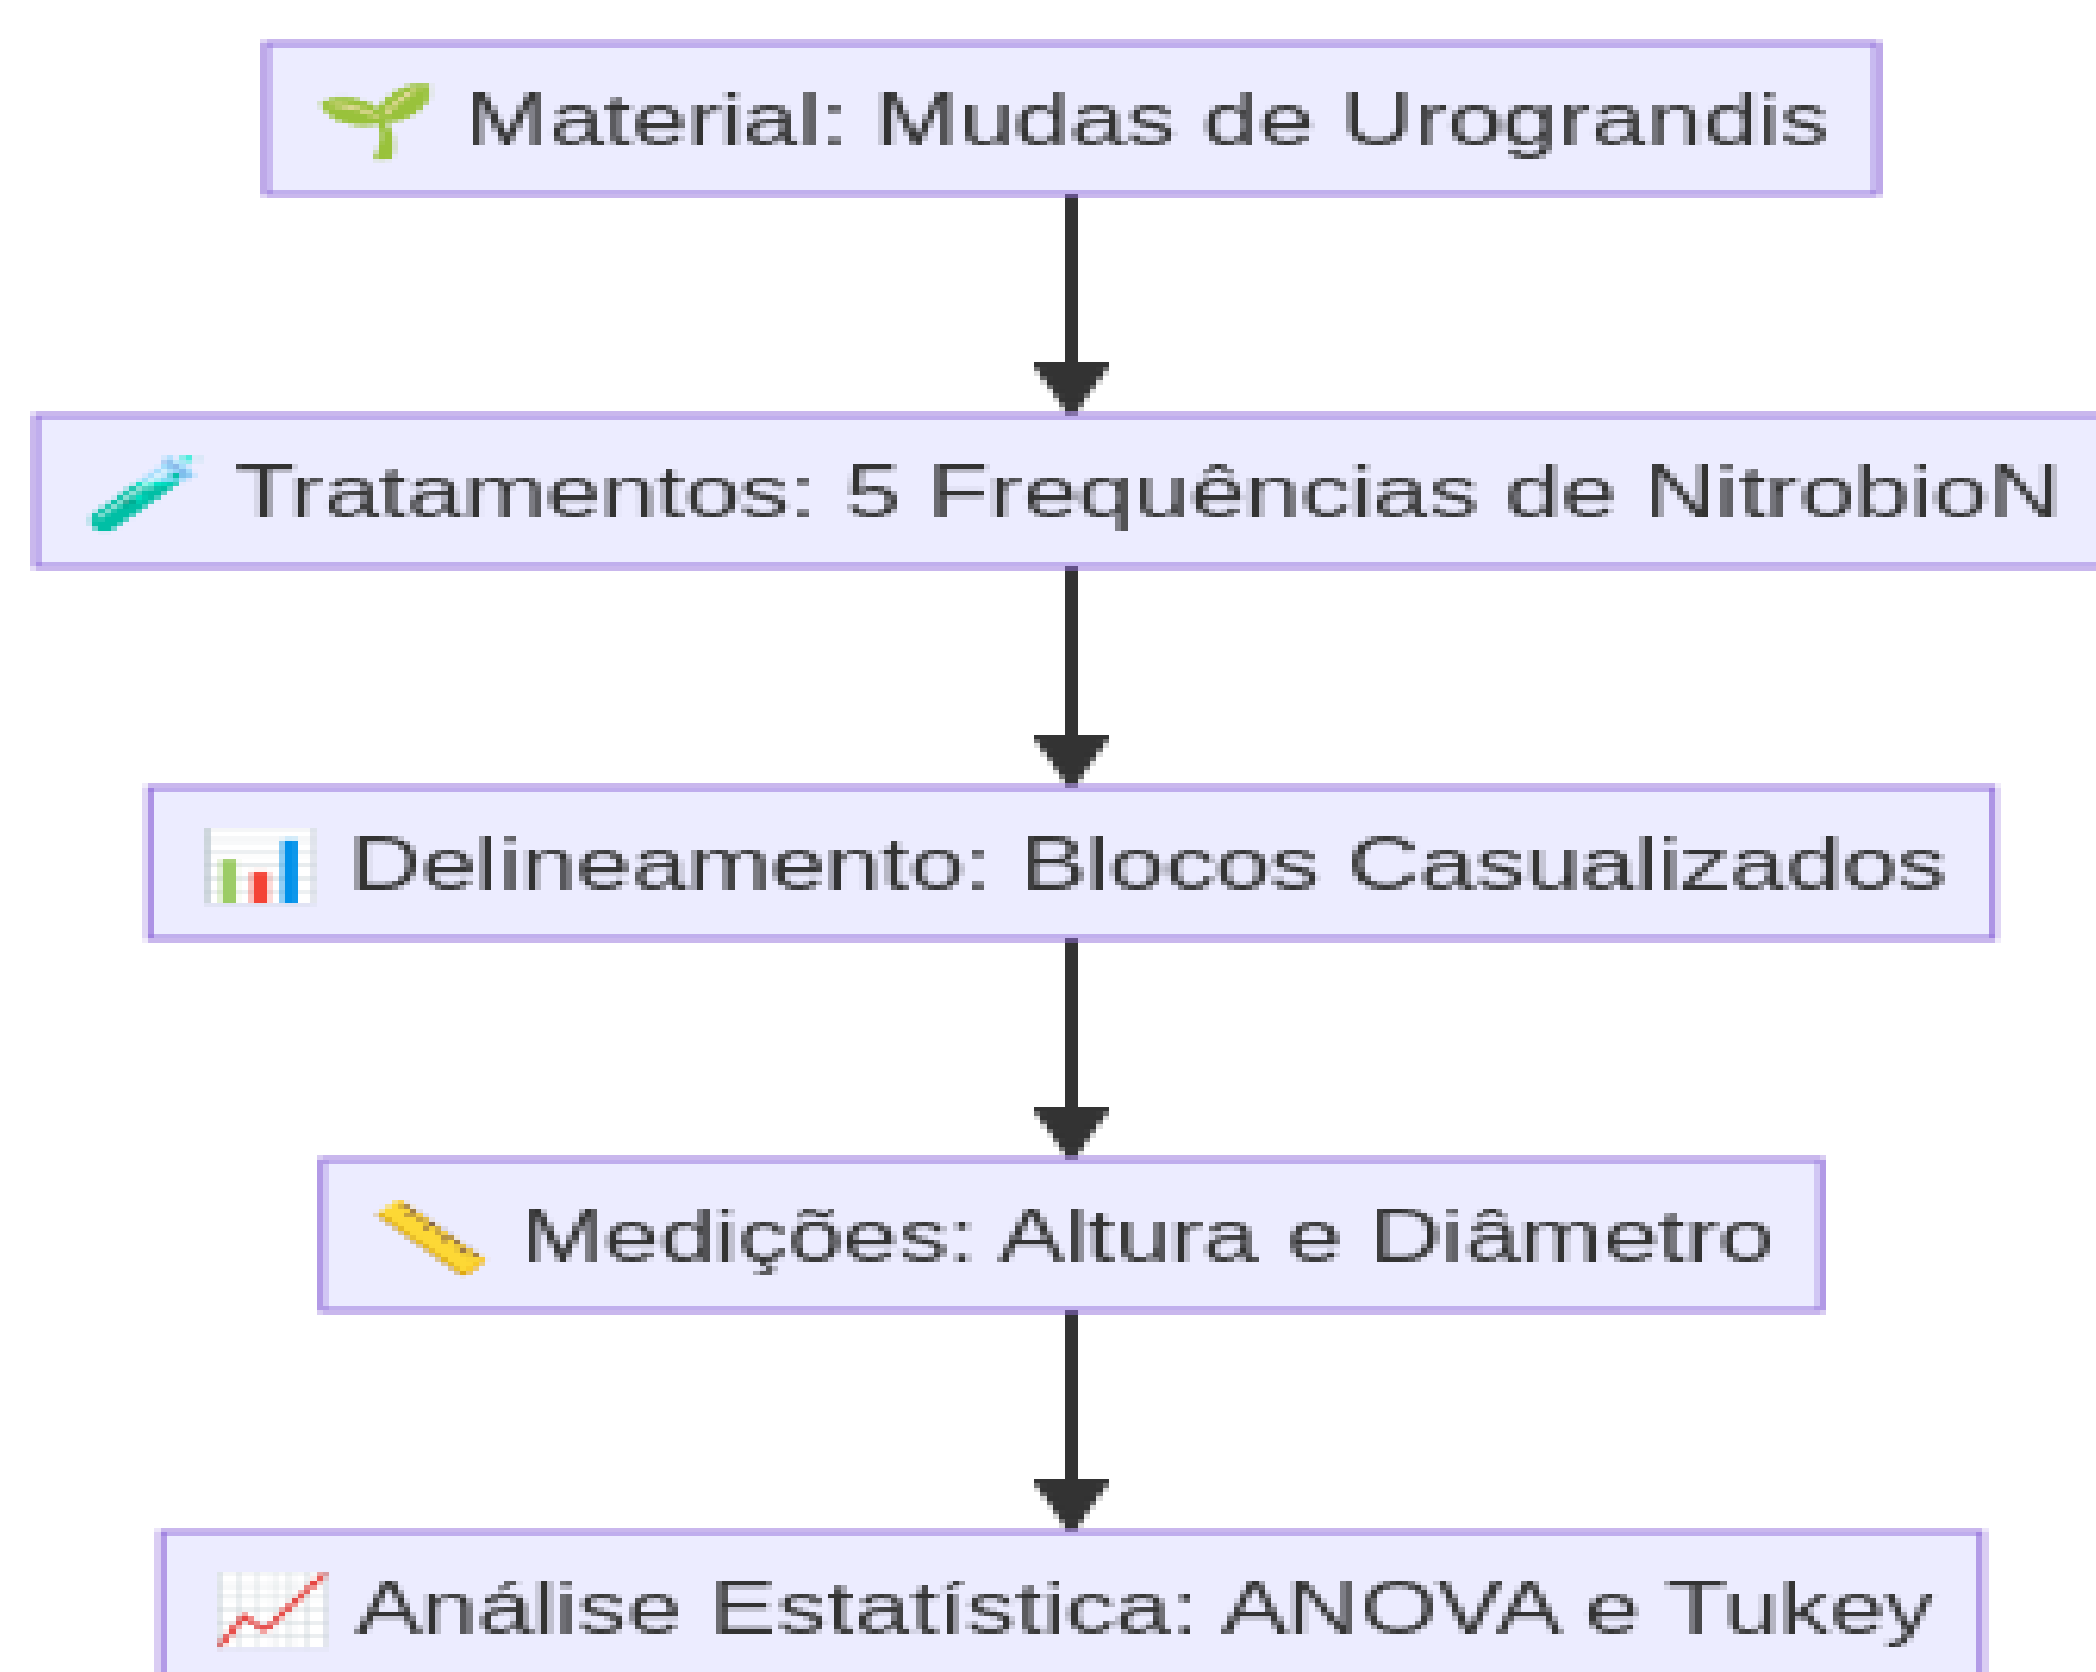 Material: Mudas de Urograndis
Tratamentos: 5 Frequências de NitrobioN
Delineamento: Blocos Casualizados
Medições: Altura e Diâmetro
Análise Estatística: ANOVA e Tukey